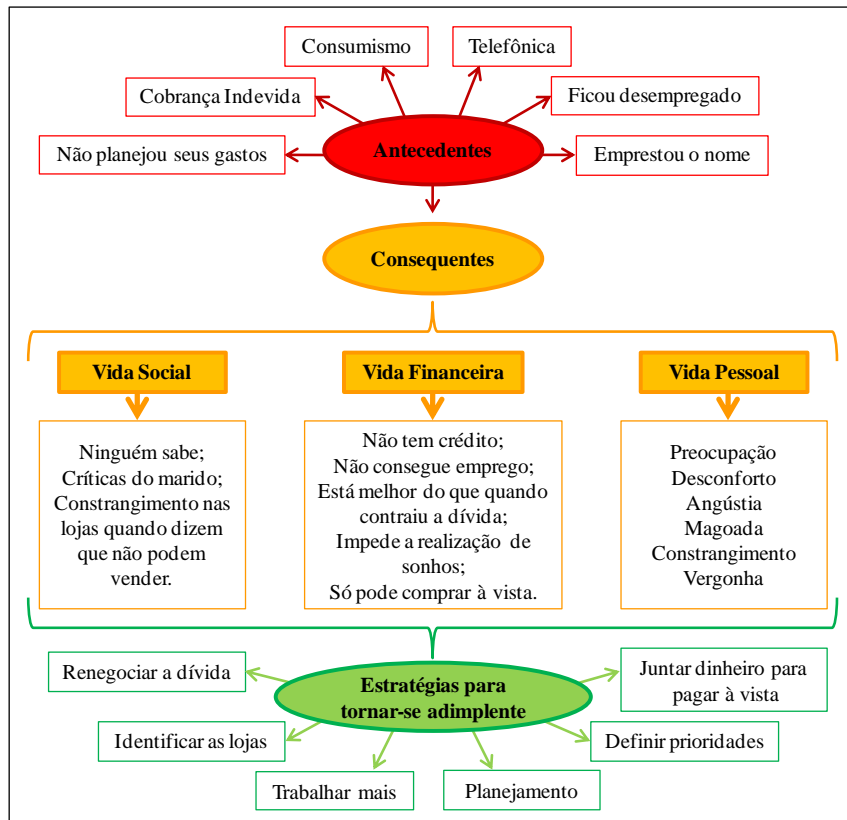 Consumismo
Telefônica
Cobrança Indevida
Ficou desempregado
Não planejou seus gastos
Antecedentes
Emprestou o nome
Consequentes
Vida Social
Vida Financeira
Vida Pessoal
Ninguém sabe;
Críticas do marido;
Constrangimento nas
lojas quando dizem
que não podem
vender.
Não tem crédito;
Não consegue emprego;
Está melhor do que quando
contraiu a dívida;
Impede a realização de
sonhos;
Só pode comprar à vista.
Preocupação
Desconforto
Angústia
Magoada
Constrangimento
Vergonha
Renegociar a dívida
Estratégias para
tornar-se adimplente
Juntar dinheiro para
pagar à vista
Identificar as lojas
Definir prioridades
Trabalhar mais
Planejamento